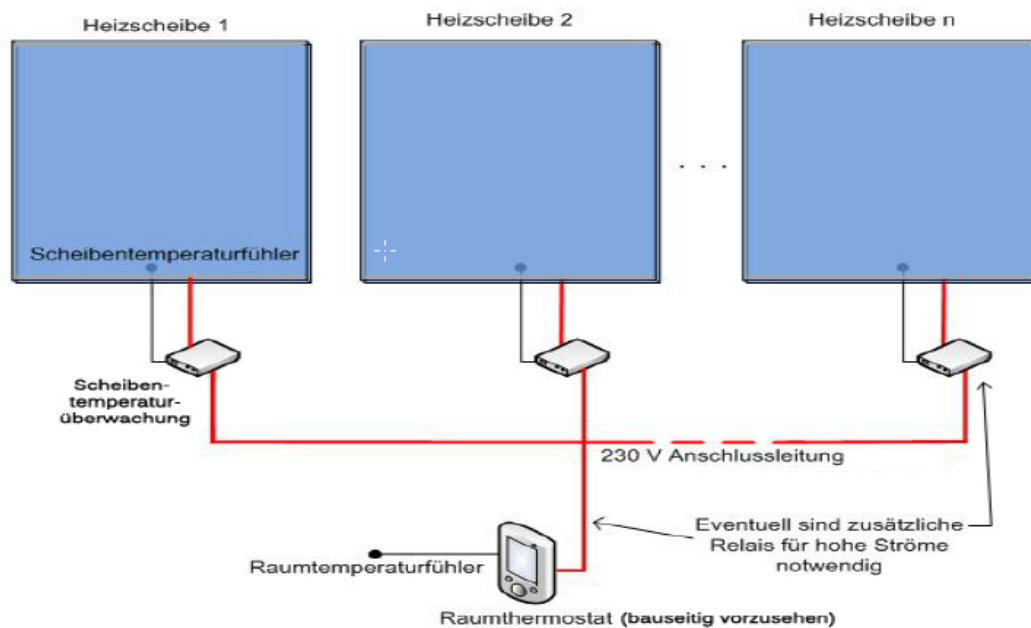 Heizscheibe 1
Heizscheibe 2
Heizscheibe n
. . .
Scheibentemperaturfühler
Scheiben-
temperatur-
überwachung
230 V Anschlussleitung
Eventuell sind zusätzliche
Relais für hohe Ströme
notwendig
Raumtemperaturfühler
Raumthermostat (bauseitig vorzusehen)